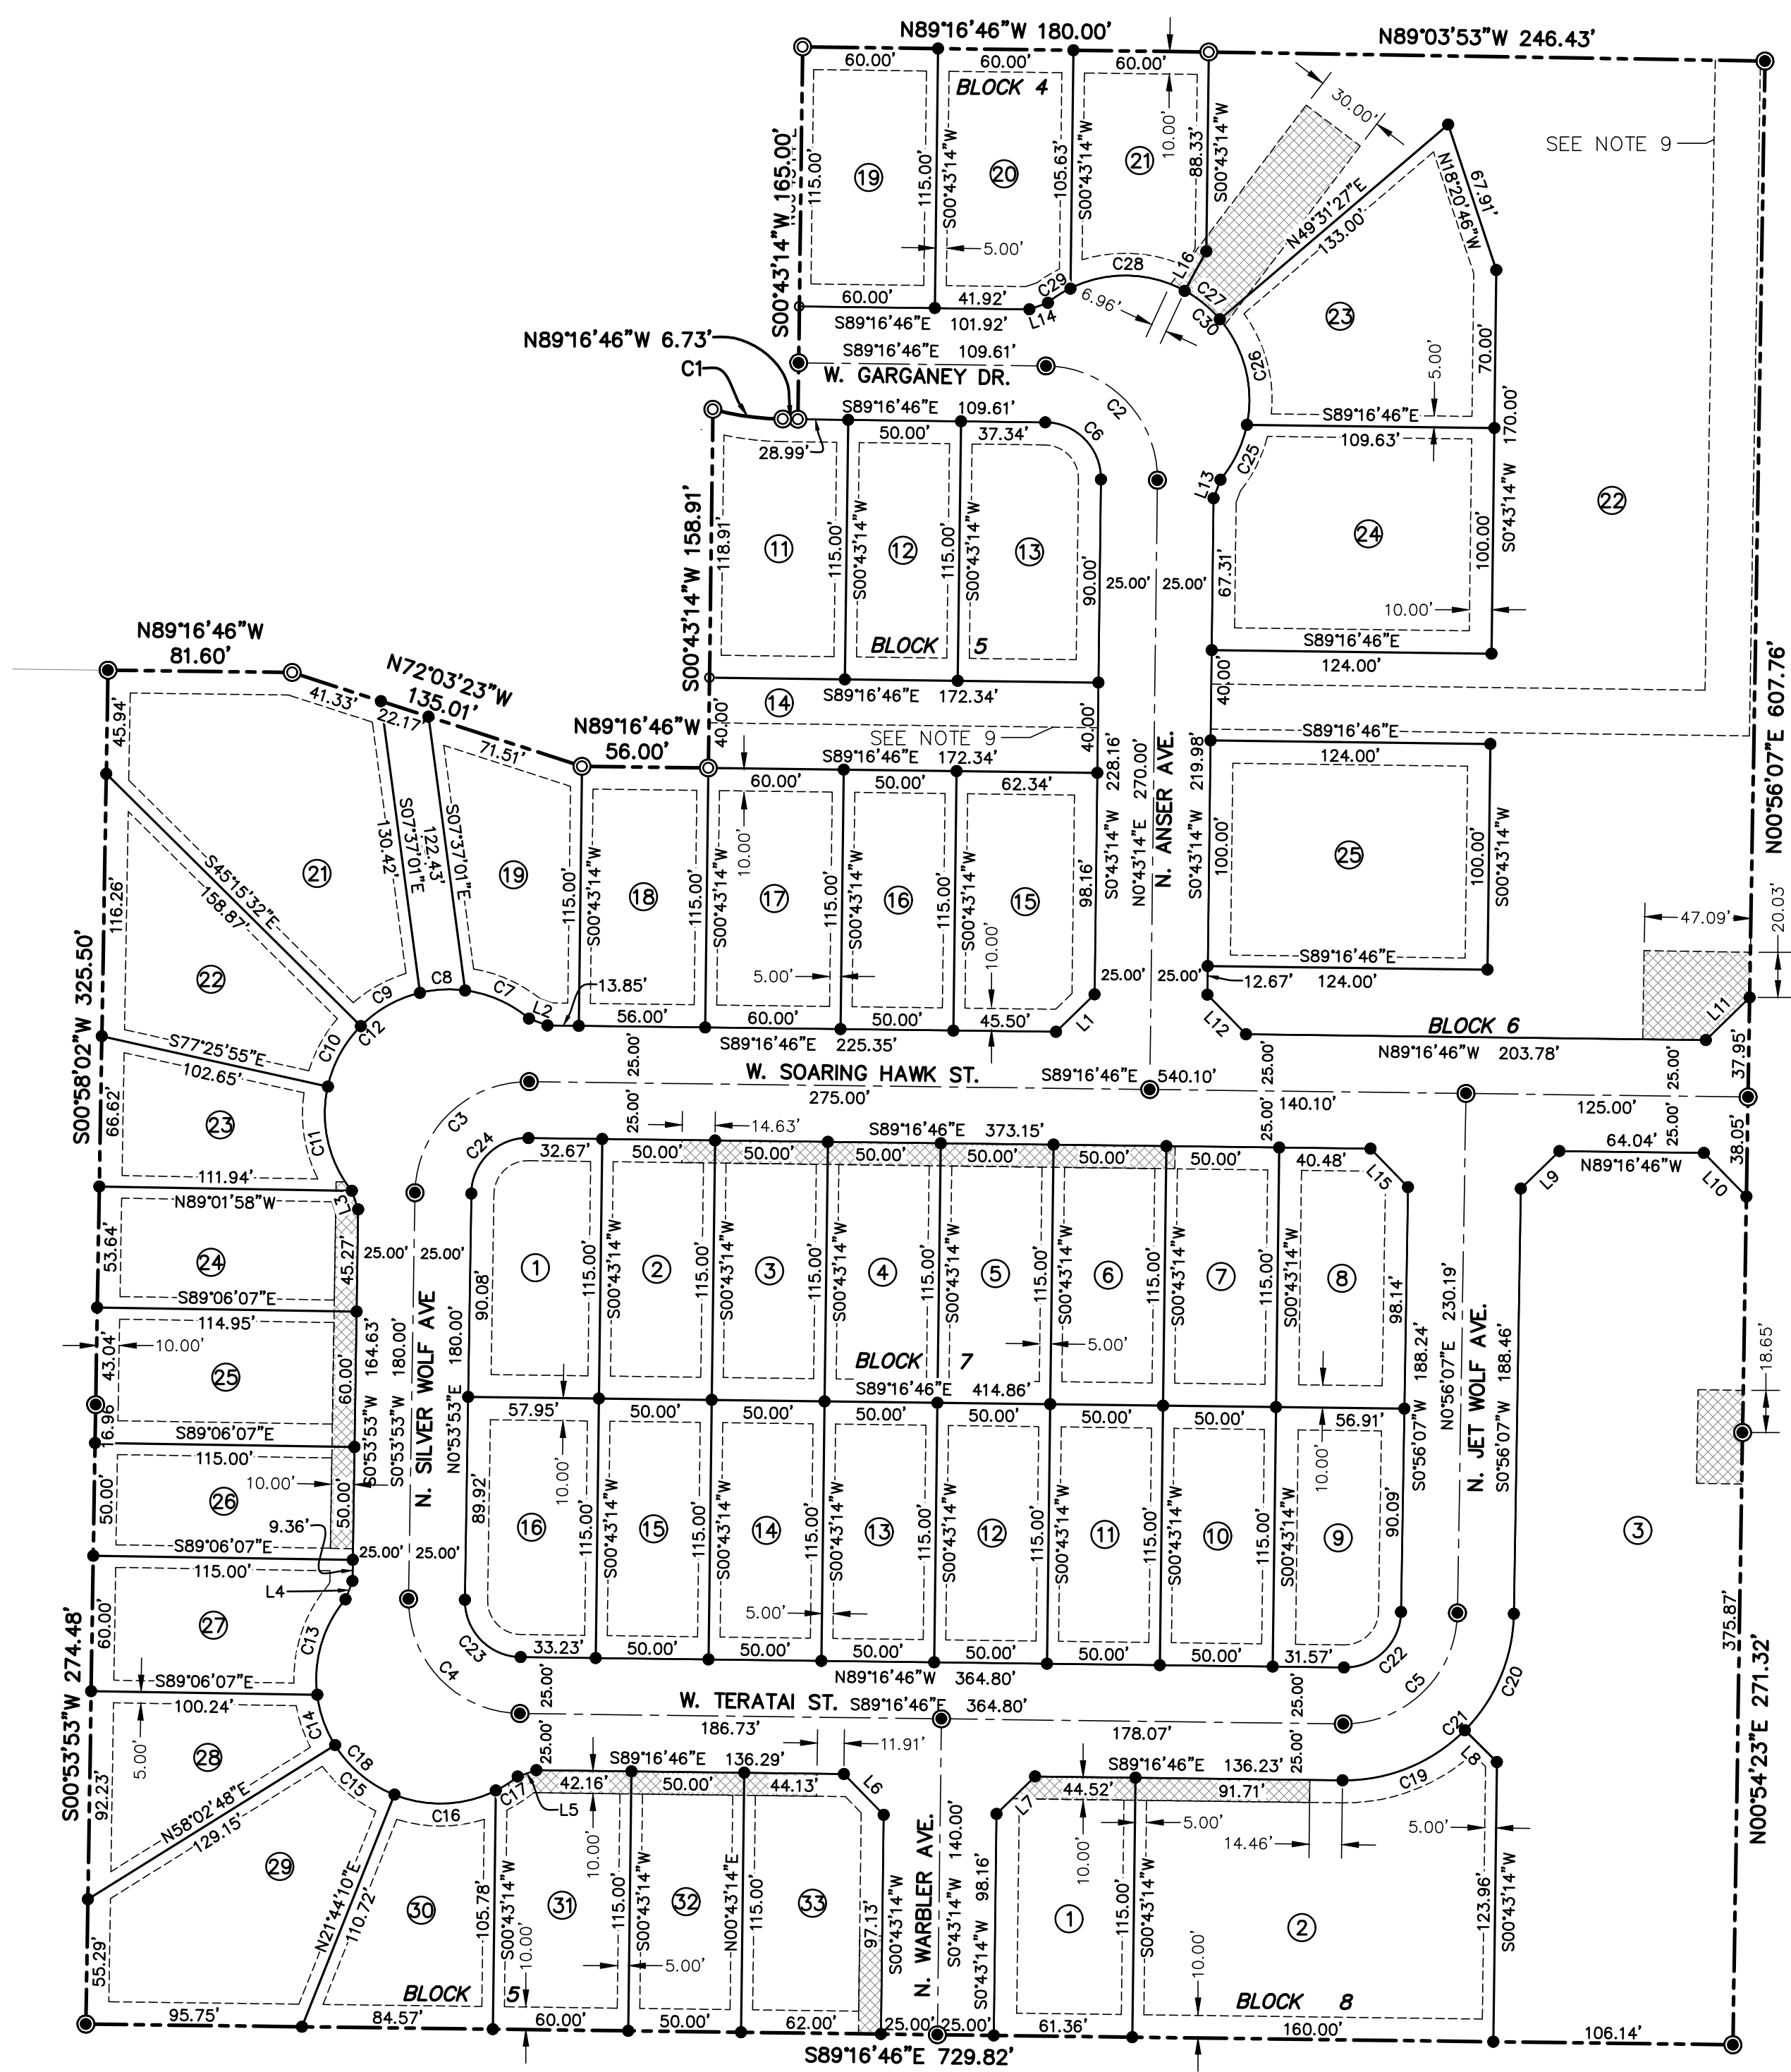 N89°16'46"W 180.00'
N89°03'53"W 246.43'
60.00'
60.00'
60.00'
BLOCK 4
10.00'
30.00'
SEE NOTE 9
S00°43'14"W 165.00'
115.00'
19
115.00'
S00°43'14"W
20
105.63'
S00°43'14"W
21
88.33'
S00°43'14"W
N49°31'27"E
133.00'
N18°20'46"W
67.91'
5.00'
C28
L16
C29
C27
6.96'
C30
60.00'
41.92'
S89°16'46"E 101.92'
L14
23
70.00'
5.00'
C26
N89°16'46"W 6.73'
C1
S89°16'46"E 109.61'
W. GARGANEY DR.
C2
S89°16'46"E 109.61'
28.99'
50.00'
37.34'
C6
S89°16'46"E
109.63'
170.00'
S0°43'14"W
C25
L13
22
S00°43'14"W 158.91'
118.91'
11
115.00'
S00°43'14"W
12
115.00'
S00°43'14"W
13
90.00'
25.00'
25.00'
67.31'
24
100.00'
10.00'
BLOCK 5
S89°16'46"E
124.00'
S89°16'46"E 172.34'
14
40.00'
SEE NOTE 9
40.00'
40.00'
N89°16'46"W
81.60'
N72°03'23"W
135.01'
41.33'
22.17'
71.51'
N89°16'46"W
56.00'
S89°16'46"E 172.34'
60.00'
50.00'
62.34'
10.00'
S89°16'46"E
124.00'
N00°56'07"E 607.76'
45.94'
116.26'
S00°58'02"W 325.50'
S45°15'32"E
158.87'
21
S07°37'01"E
130.42'
S07°37'01"E
122.43'
19
115.00'
S00°43'14"W
18
115.00'
S00°43'14"W
17
115.00'
S00°43'14"W
16
115.00'
S00°43'14"W
15
98.16'
S0°43'14"W 228.16'
N0°43'14"E 270.00'
N. ANSER AVE.
S0°43'14"W 219.98'
100.00'
25
100.00'
S00°43'14"W
47.09'
20.03'
22
C9
C8
C7
L2
13.85'
5.00'
10.00'
25.00'
25.00'
12.67'
S89°16'46"E
124.00'
C12
C10
56.00'
60.00'
50.00'
45.50'
S89°16'46"E 225.35'
L1
L12
BLOCK 6
N89°16'46"W 203.78'
L11
37.95'
S77°25'55"E
102.65'
25.00'
W. SOARING HAWK ST.
S89°16'46"E 540.10'
275.00'
25.00'
140.10'
25.00'
125.00'
66.62'
23
C11
C3
C24
25.00'
14.63'
S89°16'46"E 373.15'
25.00'
25.00'
64.04'
N89°16'46"W
38.05'
32.67'
50.00'
50.00'
50.00'
50.00'
50.00'
50.00'
40.48'
L15
L9
L10
111.94'
N89°01'58"W
L3
53.64'
24
45.27'
25.00'
25.00'
S89°06'07"E
114.95'
43.04'
10.00'
25
60.00'
S0°53'53"W 164.63'
S0°53'53"W 180.00'
N. SILVER WOLF AVE
N0°53'53"E 180.00'
90.08'
1
115.00'
S00°43'14"W
2
115.00'
S00°43'14"W
3
115.00'
S00°43'14"W
4
115.00'
S00°43'14"W
5
115.00'
S00°43'14"W
6
115.00'
S00°43'14"W
7
115.00'
S00°43'14"W
8
98.14'
5.00'
BLOCK 7
S0°56'07"W 188.24'
N0°56'07"E 230.19'
N. JET WOLF AVE.
S0°56'07"W 188.46'
18.65'
S89°16'46"E 414.86'
57.95'
50.00'
50.00'
50.00'
50.00'
50.00'
50.00'
56.91'
16.96'
S89°06'07"E
115.00'
10.00'
26
50.00'
50.00'
9.36'
S89°06'07"E
115.00'
L4
25.00'
25.00'
10.00'
89.92'
16
115.00'
S00°43'14"W
15
115.00'
S00°43'14"W
14
115.00'
S00°43'14"W
13
115.00'
S00°43'14"W
12
115.00'
S00°43'14"W
11
115.00'
S00°43'14"W
10
115.00'
S00°43'14"W
9
10.00'
90.09'
3
375.87'
S00°53'53"W 274.48'
60.00'
27
C13
5.00'
C23
33.23'
50.00'
50.00'
50.00'
50.00'
50.00'
50.00'
31.57'
N89°16'46"W 364.80'
C22
C5
C20
C4
25.00'
25.00'
S89°06'07"E
100.24'
C14
W. TERATAI ST.
S89°16'46"E 364.80'
186.73'
178.07'
C21
L8
N00°54'23"E 271.32'
28
5.00'
92.23'
C18
C15
25.00'
S89°16'46"E 136.29'
11.91'
42.16'
50.00'
44.13'
L6
25.00'
S89°16'46"E 136.23'
44.52'
91.71'
C19
L7
N58°02'48"E
129.15'
C16
C17
L5
10.00'
10.00'
5.00'
14.46'
5.00'
29
N21°44'10"E
110.72'
30
105.78'
S00°43'14"W
31
115.00'
S00°43'14"W
32
N00°43'14"E
115.00'
33
97.13'
S00°43'14"W
N. WARBLER AVE.
S0°43'14"W 140.00'
S0°43'14"W 98.16'
1
115.00'
S00°43'14"W
2
123.96'
S00°43'14"W
55.29'
10.00'
5.00'
10.00'
BLOCK 5
BLOCK 8
95.75'
84.57'
60.00'
50.00'
62.00'
25.00'
25.00'
61.36'
160.00'
106.14'
S89°16'46"E 729.82'